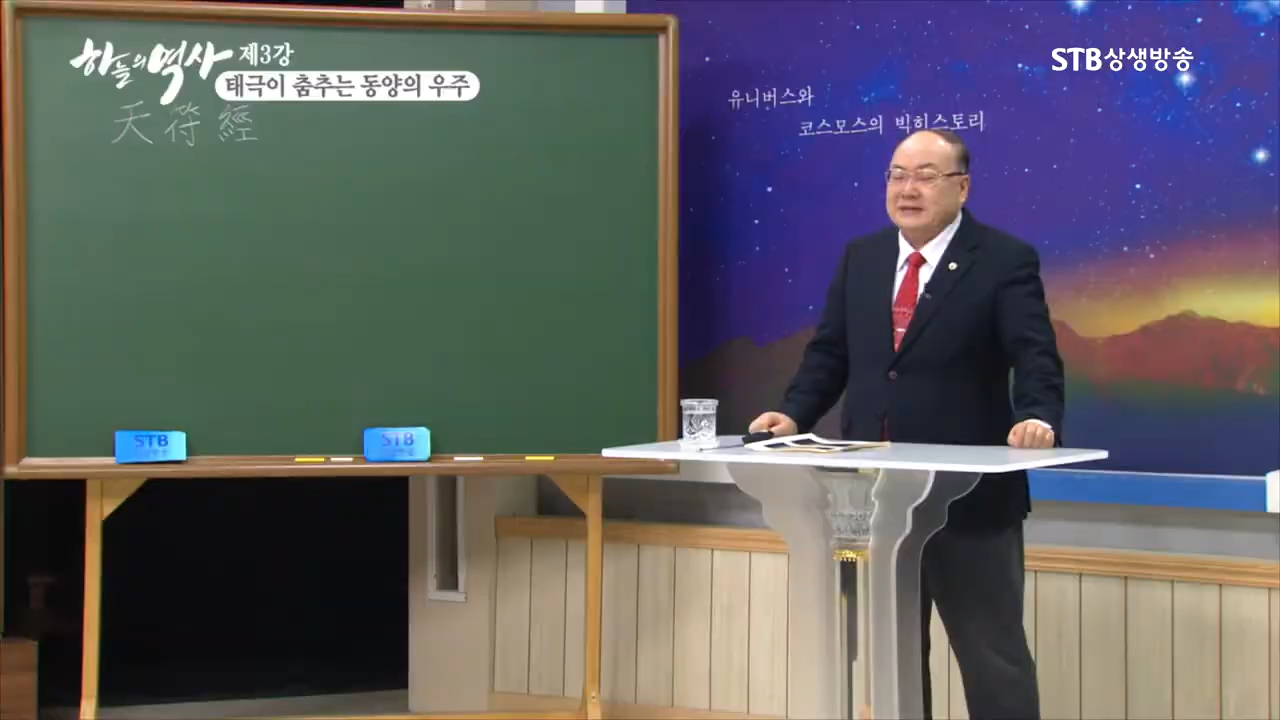 하늘의 역사 제3강
태극이 춤추는 동양의 우주
天符經
STB상생방송
유니버스와
코스모스의 빅히스토리
STB
STB